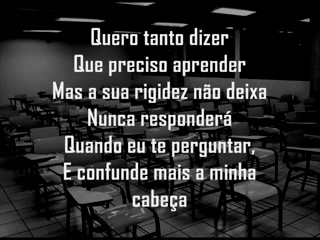 Quero tanto dizer
Que preciso aprender
Mas a sua rigidez não deixa
Nunca responderá
Quando eu te perguntar,
E confunde mais a minha
cabeça